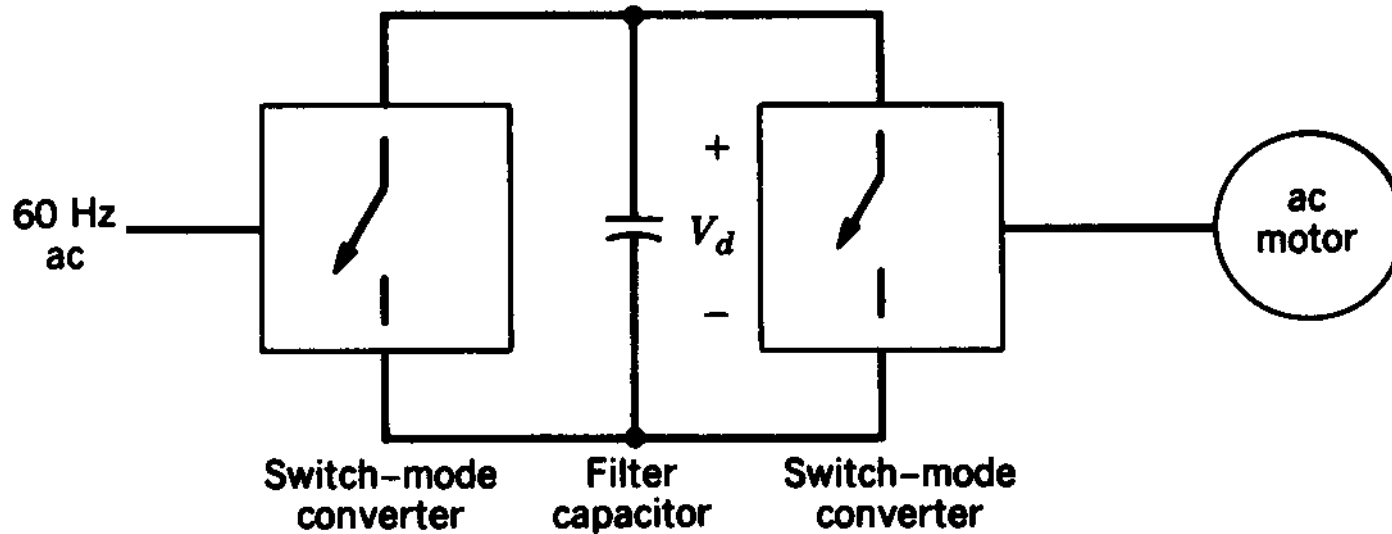 60 Hz
ac
+
V_d
−
ac
motor
Switch-mode
converter
Filter
capacitor
Switch-mode
converter